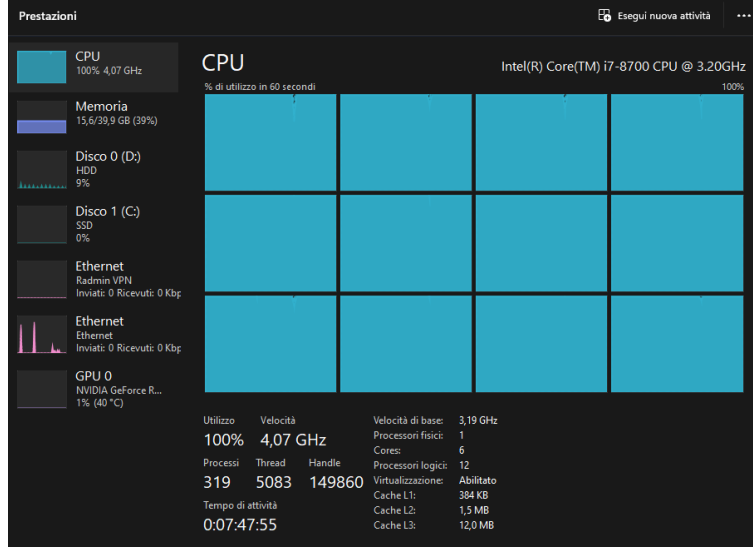 Prestazioni
Esegui nuova attività
CPU
100% 4,07 GHz
Memoria
15,6/39,9 GB (39%)
Disco 0 (D:)
HDD
9%
Disco 1 (C:)
SSD
0%
Ethernet
Radmin VPN
Inviati: 0 Ricevuti: 0 Kbp
Ethernet
Ethernet
Inviati: 0 Ricevuti: 0 Kbp
GPU 0
NVIDIA GeForce R...
1% (40 °C)
CPU
Intel(R) Core(TM) i7-8700 CPU @ 3.20GHz
% di utilizzo in 60 secondi
100%
Utilizzo
Velocità
100%
4,07 GHz
Processi
Thread
Handle
319
5083
149860
Tempo di attività
0:07:47:55
Velocità di base: 3,19 GHz
Processori fisici: 1
Cores: 6
Processori logici: 12
Virtualizzazione: Abilitato
Cache L1: 384 KB
Cache L2: 1,5 MB
Cache L3: 12,0 MB